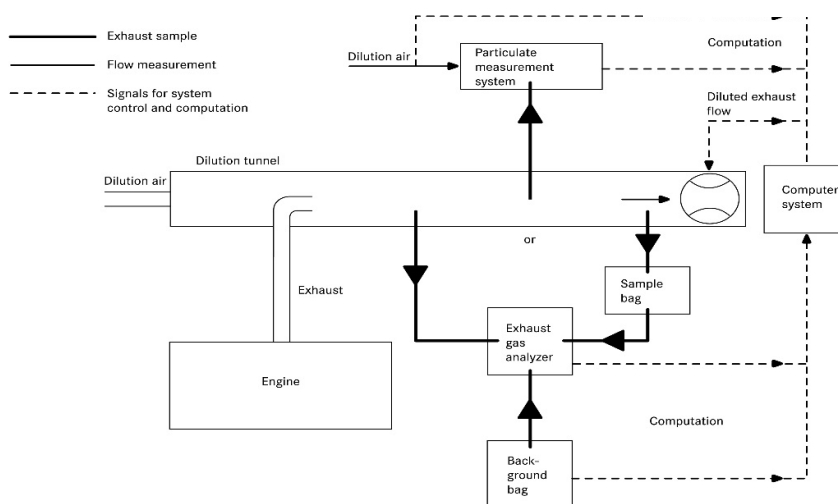 Exhaust sample
Flow measurement
Signals for system
control and computation
Dilution air
Particulate
measurement
system
Computation
Diluted exhaust
flow
Dilution tunnel
Dilution air
Computer
system
or
Exhaust
Sample
bag
Exhaust
gas
analyzer
Engine
Computation
Back-
ground
bag